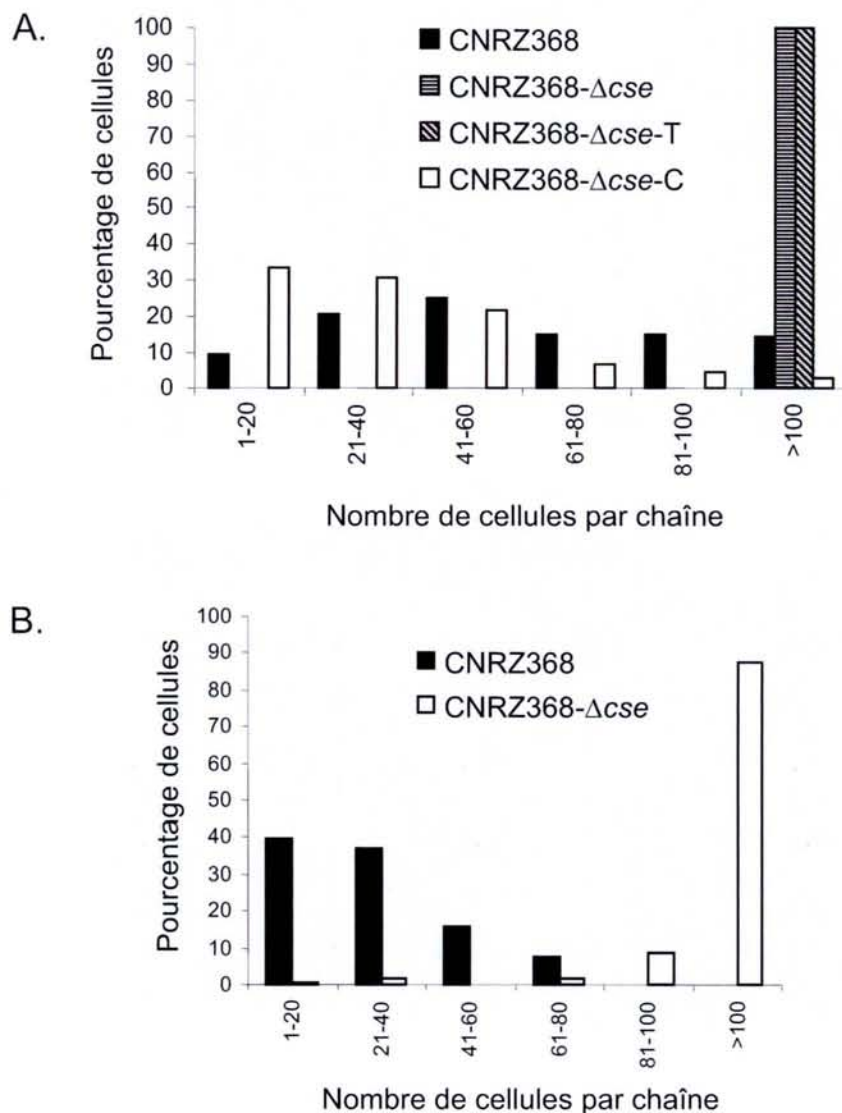 A.
Pourcentage de cellules
100
90
80
70
60
50
40
30
20
10
0
CNRZ368
CNRZ368-Δcse
CNRZ368-Δcse-T
CNRZ368-Δcse-C
1-20
21-40
41-60
61-80
81-100
>100
Nombre de cellules par chaîne
B.
Pourcentage de cellules
100
90
80
70
60
50
40
30
20
10
0
CNRZ368
CNRZ368-Δcse
1-20
21-40
41-60
61-80
81-100
>100
Nombre de cellules par chaîne